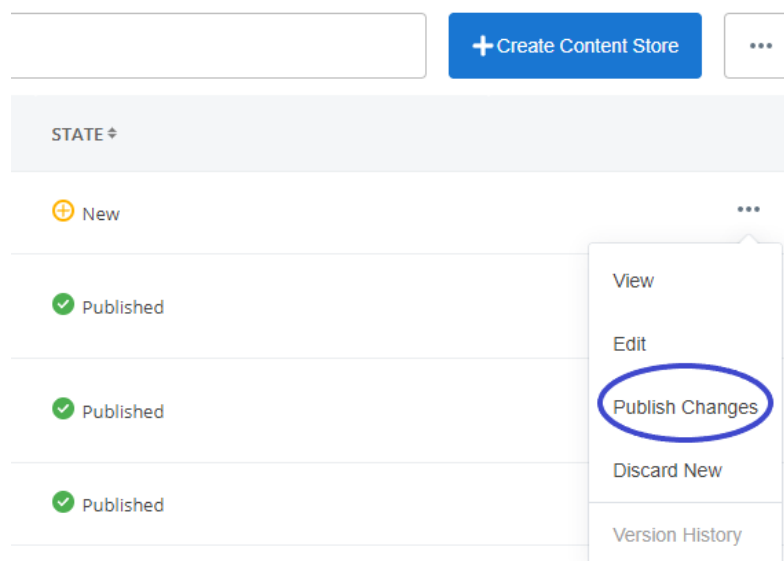 Create Content Store
STATE
New
View
Published
Edit
Publish Changes
Published
Discard New
Published
Version History